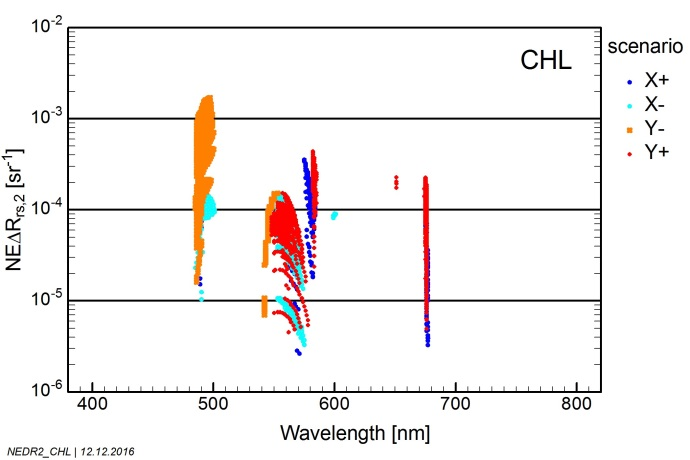 CHL
scenario
X+
X-
Y-
Y+
10⁻²
10⁻³
10⁻⁴
10⁻⁵
10⁻⁶
NEΔRrs,2 [sr⁻¹]
400 500 600 700 800
Wavelength [nm]
NEDR2_CHL | 12.12.2016